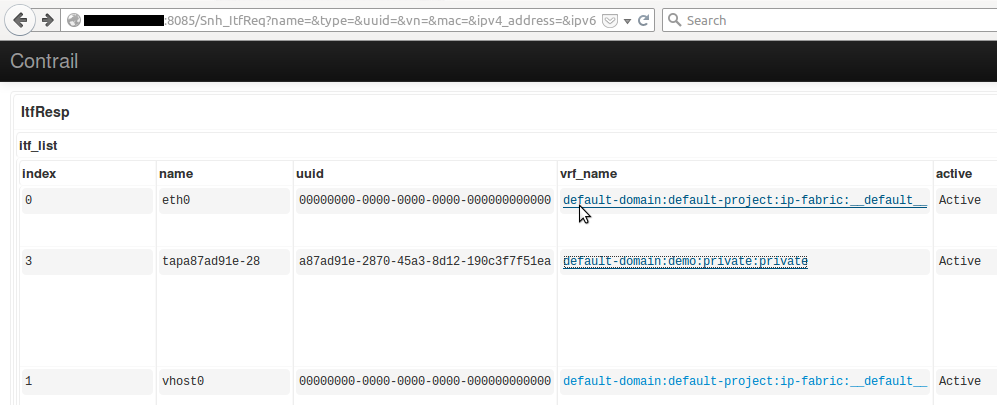 :8085/Snh_ItfReq?name=&type=&uuid=&vn=&mac=&ipv4_address=&ipv6 Search
Contrail
ItfResp
itf_list
index name uuid vrf_name active
0 eth0 00000000-0000-0000-0000-000000000000 default-domain:default-project:ip-fabric:__default__ Active
3 tapa87ad91e-28 a87ad91e-2870-45a3-8d12-190c3f7f51ea default-domain:demo:private:private Active
1 vhost0 00000000-0000-0000-0000-000000000000 default-domain:default-project:ip-fabric:__default__ Active